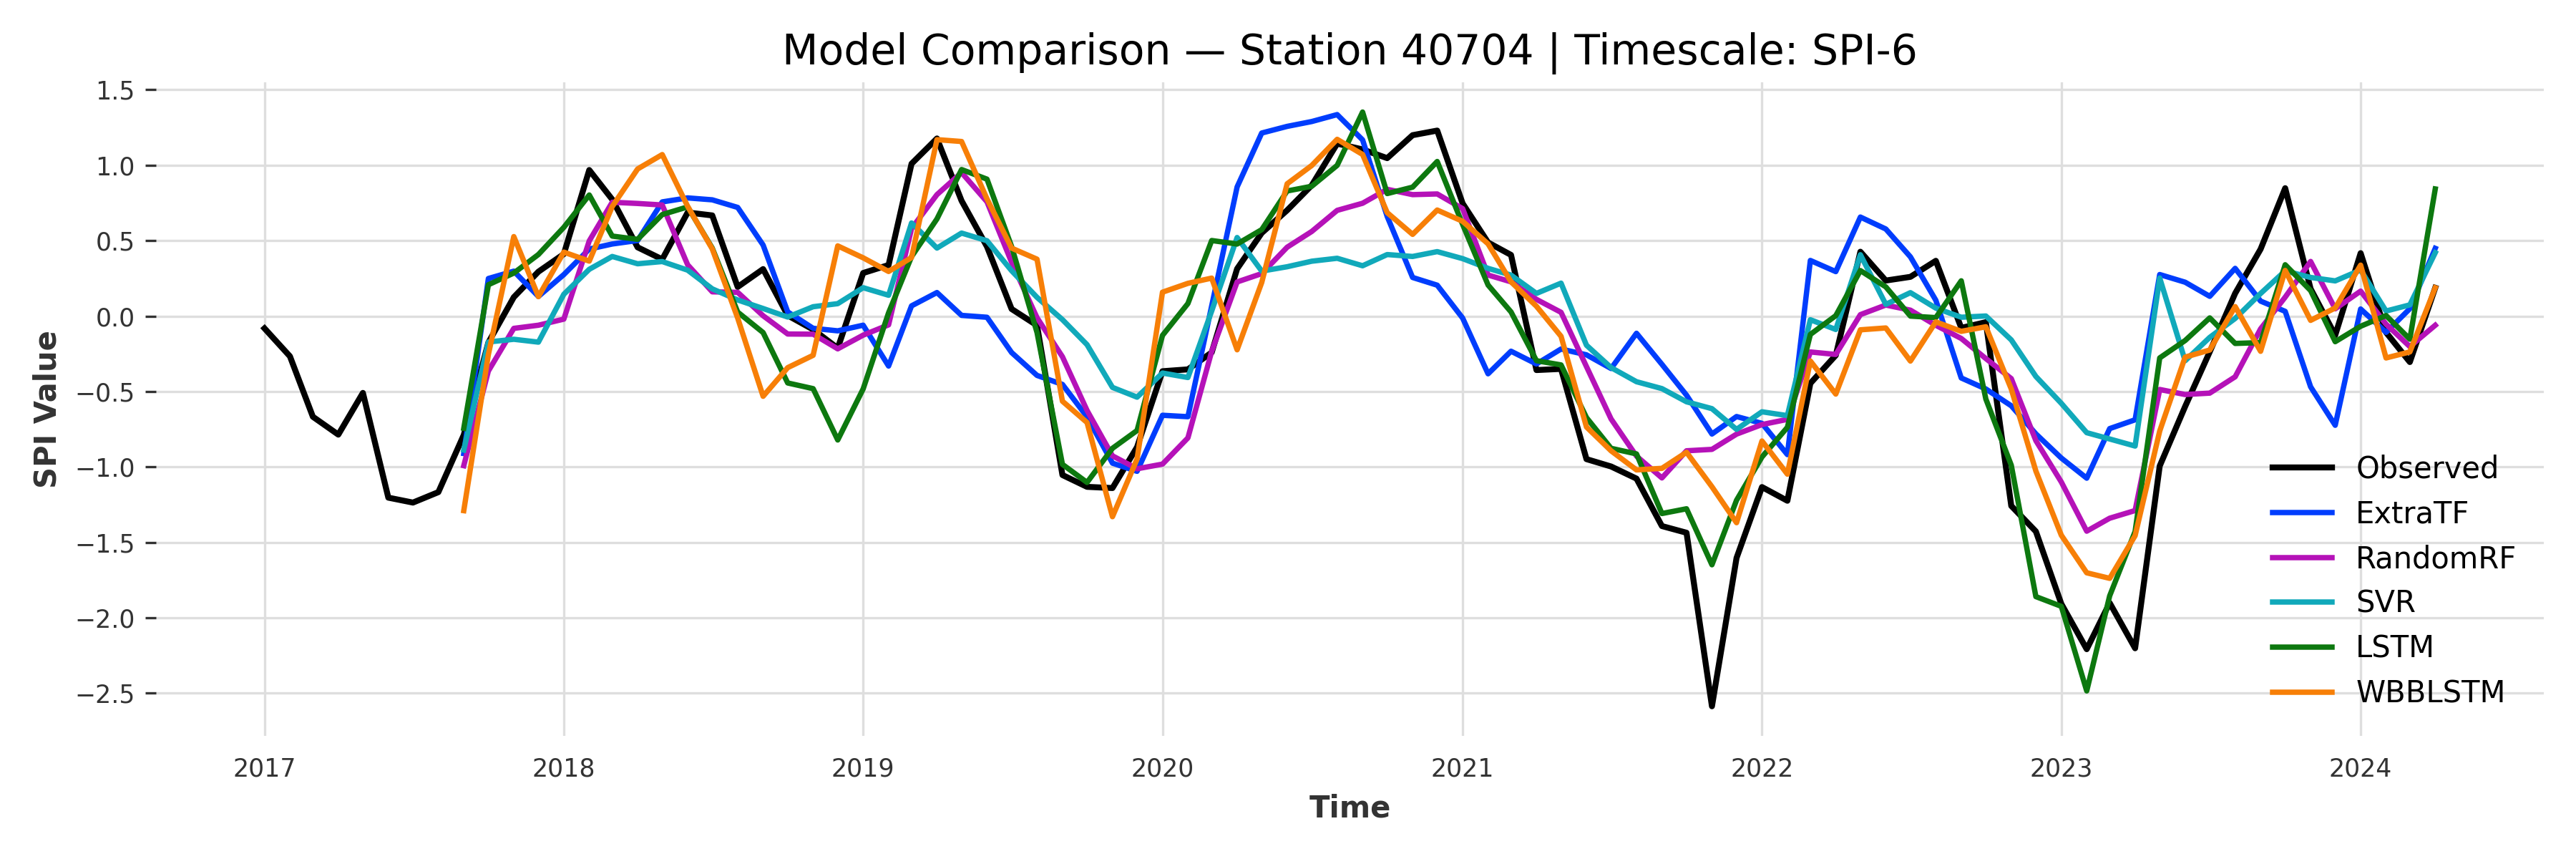 Model Comparison — Station 40704 | Timescale: SPI-6
SPI Value
1.5
1.0
0.5
0.0
−0.5
−1.0
−1.5
−2.0
−2.5
Observed
ExtraTF
RandomRF
SVR
LSTM
WBBLSTM
2017 2018 2019 2020 2021 2022 2023 2024
Time